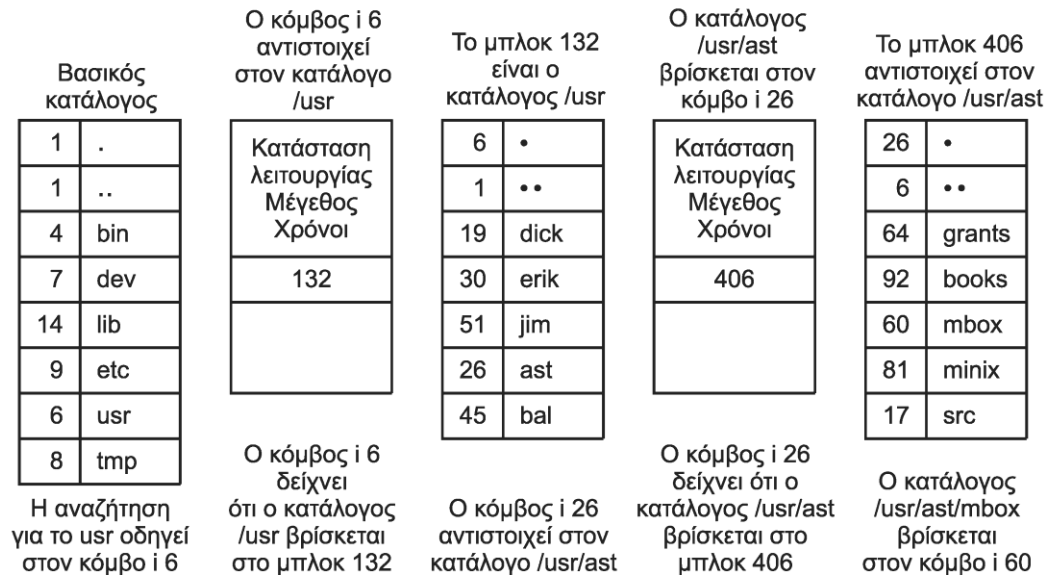 Βασικός
κατάλογος
1 .
1 ..
4 bin
7 dev
14 lib
9 etc
6 usr
8 tmp
Η αναζήτηση
για το usr οδηγεί
στον κόμβο i 6
Ο κόμβος i 6
αντιστοιχεί
στον κατάλογο
/usr
Κατάσταση
λειτουργίας
Μέγεθος
Χρόνοι
132
Ο κόμβος i 6
δείχνει
ότι ο κατάλογος
/usr βρίσκεται
στο μπλοκ 132
Το μπλοκ 132
είναι ο
κατάλογος /usr
6 •
1 ••
19 dick
30 erik
51 jim
26 ast
45 bal
Ο κόμβος i 26
αντιστοιχεί στον
κατάλογο /usr/ast
Ο κατάλογος
/usr/ast
βρίσκεται στον
κόμβο i 26
Κατάσταση
λειτουργίας
Μέγεθος
Χρόνοι
406
Ο κόμβος i 26
δείχνει ότι ο
κατάλογος /usr/ast
βρίσκεται στο
μπλοκ 406
Το μπλοκ 406
αντιστοιχεί στον
κατάλογο /usr/ast
26 •
6 ••
64 grants
92 books
60 mbox
81 minix
17 src
Ο κατάλογος
/usr/ast/mbox
βρίσκεται
στον κόμβο i 60